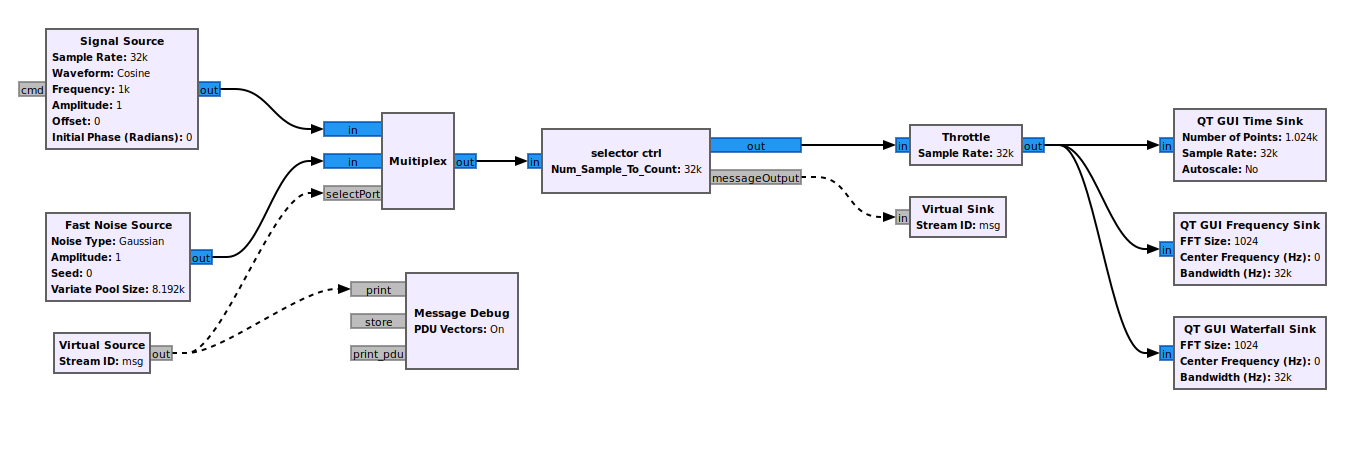 Signal Source
Sample Rate: 32k
Waveform: Cosine
Frequency: 1k
Amplitude: 1
Offset: 0
Initial Phase (Radians): 0
cmd
out
Fast Noise Source
Noise Type: Gaussian
Amplitude: 1
Seed: 0
Variate Pool Size: 8.192k
out
Virtual Source
Stream ID: msg
out
in
in
selectPort
Muitiplex
out
print
store
print_pdu
Message Debug
PDU Vectors: On
in
selector ctrl
Num_Sample_To_Count: 32k
out
messageOutput
in
Throttle
Sample Rate: 32k
out
in
Virtual Sink
Stream ID: msg
in
QT GUI Time Sink
Number of Points: 1.024k
Sample Rate: 32k
Autoscale: No
in
QT GUI Frequency Sink
FFT Size: 1024
Center Frequency (Hz): 0
Bandwidth (Hz): 32k
in
QT GUI Waterfall Sink
FFT Size: 1024
Center Frequency (Hz): 0
Bandwidth (Hz): 32k